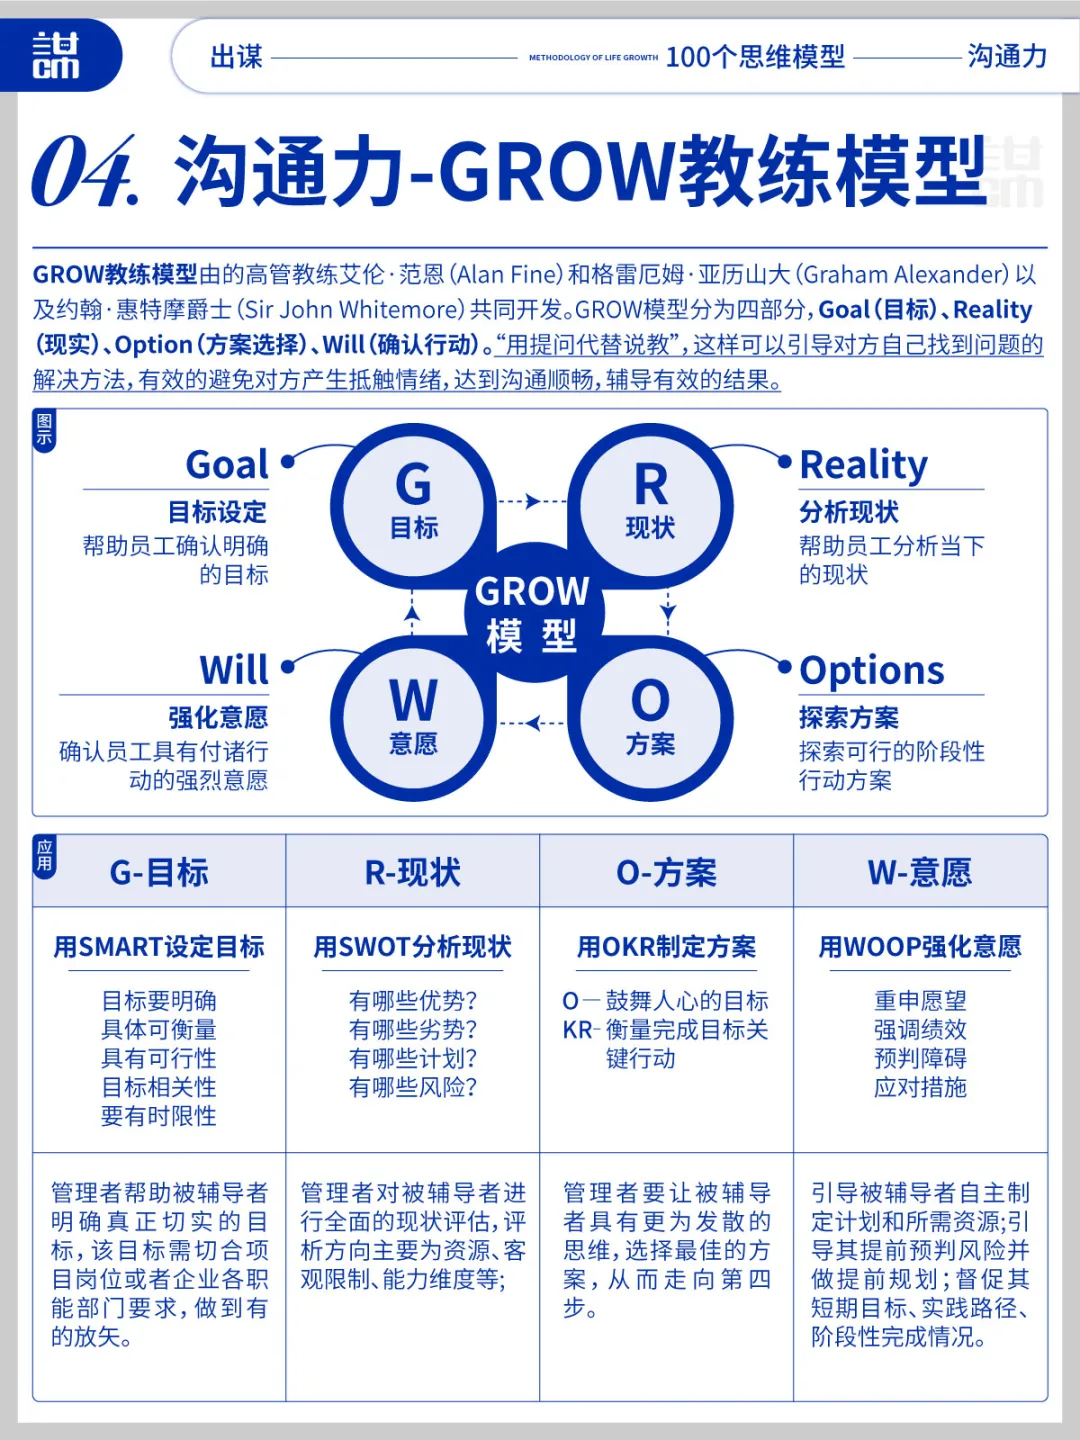 謀
cm
出谋
METHODOLOGY OF LIFE GROWTH
100个思维模型
沟通力
04. 沟通力-GROW教练模型
GROW教练模型由的高管教练艾伦·范恩(Alan Fine)和格雷厄姆·亚历山大(Graham Alexander)以
及约翰·惠特摩爵士(Sir John Whitemore)共同开发。GROW模型分为四部分,Goal(目标)、Reality
(现实)、Option(方案选择)、Will(确认行动)。“用提问代替说教”,这样可以引导对方自己找到问题的
解决方法,有效的避免对方产生抵触情绪,达到沟通顺畅,辅导有效的结果。
图示
Goal
目标设定
帮助员工确认明确
的目标
G
目标
R
现状
Reality
分析现状
帮助员工分析当下
的现状
GROW
模 型
Will
强化意愿
确认员工具有付诸行
动的强烈意愿
W
意愿
O
方案
Options
探索方案
探索可行的阶段性
行动方案
应用
G-目标
R-现状
O-方案
W-意愿
用SMART设定目标
目标要明确
具体可衡量
具有可行性
目标相关性
要有时限性
用SWOT分析现状
有哪些优势?
有哪些劣势?
有哪些计划?
有哪些风险?
用OKR制定方案
O— 鼓舞人心的目标
KR- 衡量完成目标关
键行动
用WOOP强化意愿
重申愿望
强调绩效
预判障碍
应对措施
管理者帮助被辅导者
明确真正切实的目
标,该目标需切合项
目岗位或者企业各职
能部门要求,做到有
的放矢。
管理者对被辅导者进
行全面的现状评估,评
析方向主要为资源、客
观限制、能力维度等;
管理者要让被辅导
者具有更为发散的
思维,选择最佳的方
案,从而走向第四
步。
引导被辅导者自主制
定计划和所需资源;引
导其提前预判风险并
做提前规划;督促其
短期目标、实践路径、
阶段性完成情况。